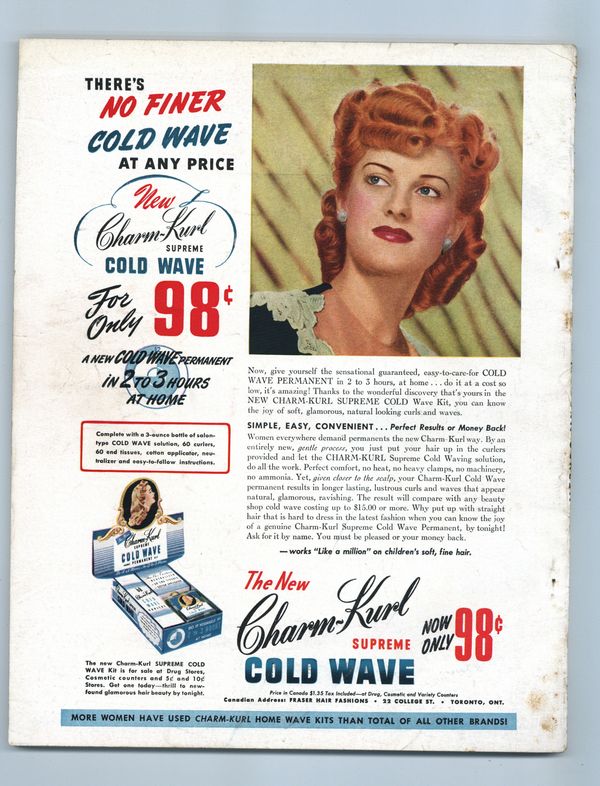 THERE'S
NO FINER
COLD WAVE
AT ANY PRICE
New
Charm-Kurl
SUPREME
COLD WAVE
For
Only 98¢
A NEW COLD WAVE PERMANENT
IN 2 TO 3 HOURS
AT HOME
Complete with a 3-ounce bottle of salon-
type COLD WAVE solution, 60 curlers,
60 end tissues, cotton applicator, neu-
tralizer and easy-to-follow instructions.
Charm-Kurl
SUPREME
COLD WAVE
PERMANENT
The new Charm-Kurl SUPREME COLD
WAVE Kit is for sale at Drug Stores,
Cosmetic counters and 5¢ and 10¢
Stores. Get one today—thrill to new-
found glamorous hair beauty by tonight.
Now, give yourself the sensational guaranteed, easy-to-care-for COLD
WAVE PERMANENT in 2 to 3 hours, at home . . . do it at a cost so
low, it's amazing! Thanks to the wonderful discovery that's yours in the
NEW CHARM-KURL SUPREME COLD Wave Kit, you can know
the joy of soft, glamorous, natural looking curls and waves.
SIMPLE, EASY, CONVENIENT . . . Perfect Results or Money Back!
Women everywhere demand permanents the new Charm-Kurl way. By an
entirely new, gentle process, you just put your hair up in the curlers
provided and let the CHARM-KURL Supreme Cold Waving solution,
do all the work. Perfect comfort, no heat, no heavy clamps, no machinery,
no ammonia. Yet, given closer to the scalp, your Charm-Kurl Cold Wave
permanent results in longer lasting, lustrous curls and waves that appear
natural, glamorous, ravishing. The result will compare with any beauty
shop cold wave costing up to $15.00 or more. Why put up with straight
hair that is hard to dress in the latest fashion when you can know the joy
of a genuine Charm-Kurl Supreme Cold Wave Permanent, by tonight!
Ask for it by name. You must be pleased or your money back.
—works "Like a million" on children's soft, fine hair.
The New
Charm-Kurl
SUPREME
COLD WAVE
NOW
ONLY 98¢
Price in Canada $1.35 Tax Included—at Drug, Cosmetic and Variety Counters
Canadian Address: FRASER HAIR FASHIONS • 22 COLLEGE ST. • TORONTO, ONT.
MORE WOMEN HAVE USED CHARM-KURL HOME WAVE KITS THAN TOTAL OF ALL OTHER BRANDS!